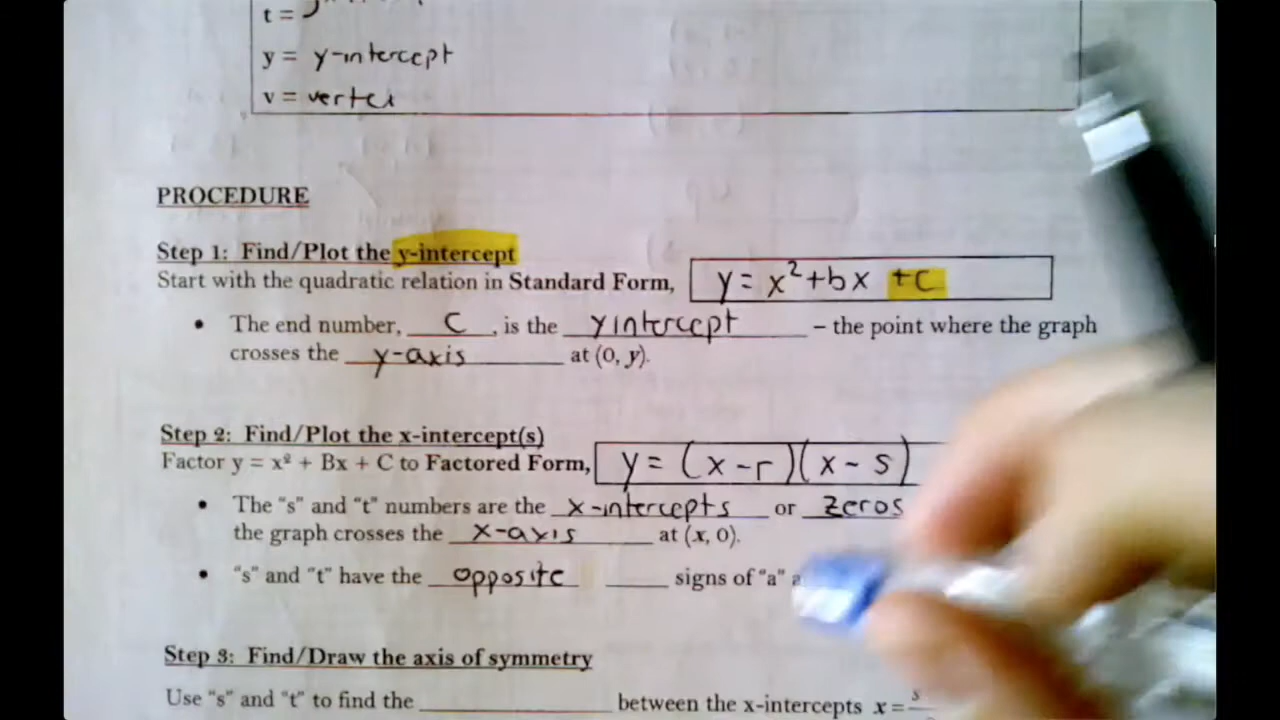 t =
y = y-intercept
v = vertex
PROCEDURE
Step 1: Find/Plot the y-intercept
Start with the quadratic relation in Standard Form, y = x² + bx + c
• The end number, c, is the y intercept – the point where the graph
crosses the y-axis at (0, y).
Step 2: Find/Plot the x-intercept(s)
Factor y = x² + Bx + C to Factored Form, y = (x - r)(x - s)
• The "s" and "t" numbers are the x-intercepts or zeros
the graph crosses the x-axis at (x, 0).
• "s" and "t" have the opposite signs of "a"
Step 3: Find/Draw the axis of symmetry
Use "s" and "t" to find the between the x-intercepts x = s